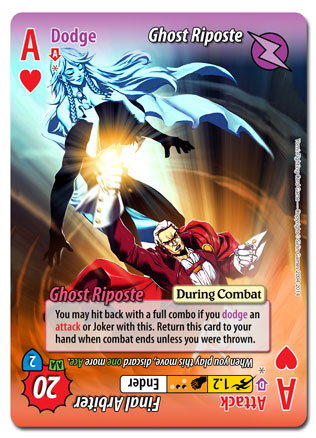 A
Dodge
A
*
Ghost Riposte
Ghost Riposte
During Combat
You may hit back with a full combo if you dodge an
attack or Joker with this. Return this card to your
hand when combat ends unless you were thrown.
When you play this move, discard one more Ace.
2
AA
20
Final Arbiter
Ender
1.2
*
D
Attack
A